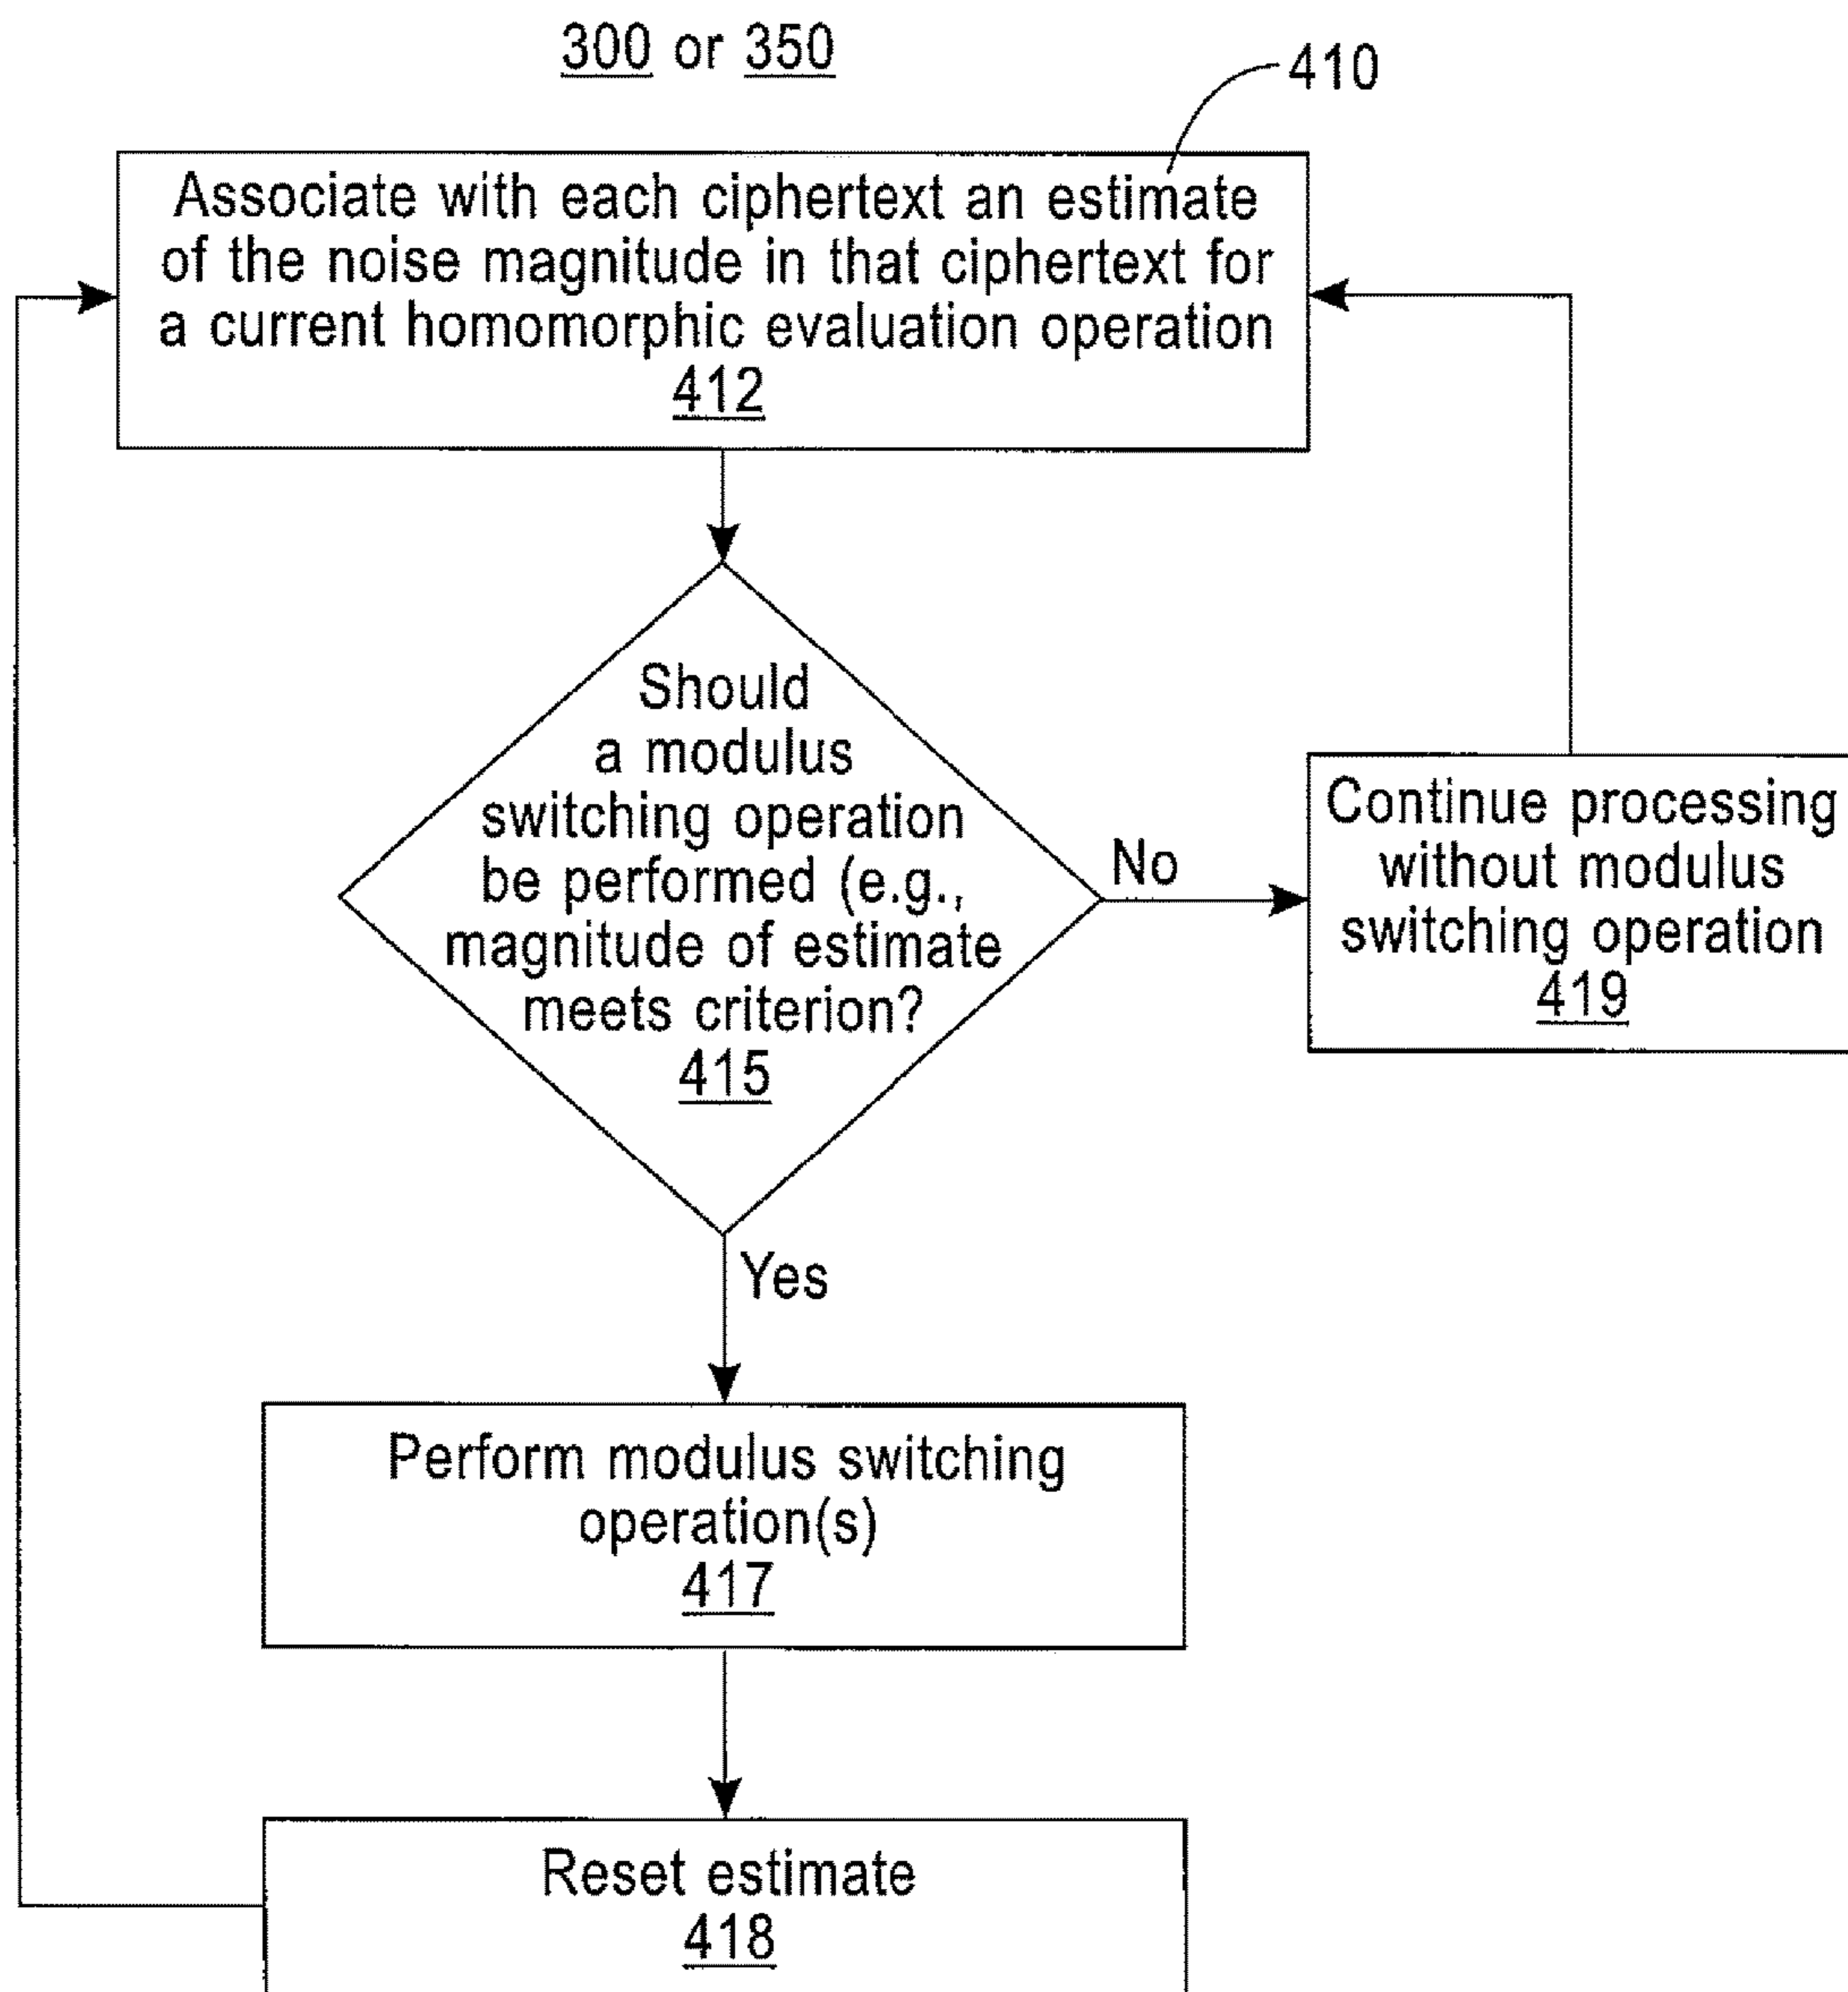 300 or 350
410
Associate with each ciphertext an estimate
of the noise magnitude in that ciphertext for
a current homomorphic evaluation operation
412
Should
a modulus
switching operation
be performed (e.g.,
magnitude of estimate
meets criterion?
415
No
Continue processing
without modulus
switching operation
419
Yes
Perform modulus switching
operation(s)
417
Reset estimate
418